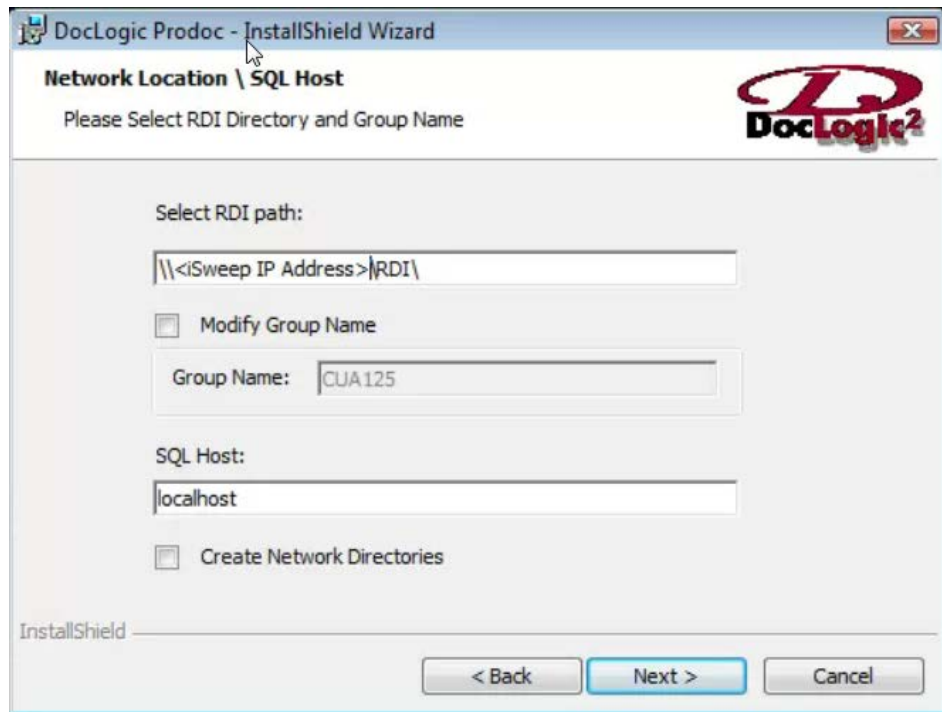 DocLogic Prodoc - InstallShield Wizard
Network Location \ SQL Host
Please Select RDI Directory and Group Name
DocLogic2
Select RDI path:
\\<iSweep IP Address>\RDI\
Modify Group Name
Group Name: CUA125
SQL Host:
localhost
Create Network Directories
InstallShield
< Back Next > Cancel